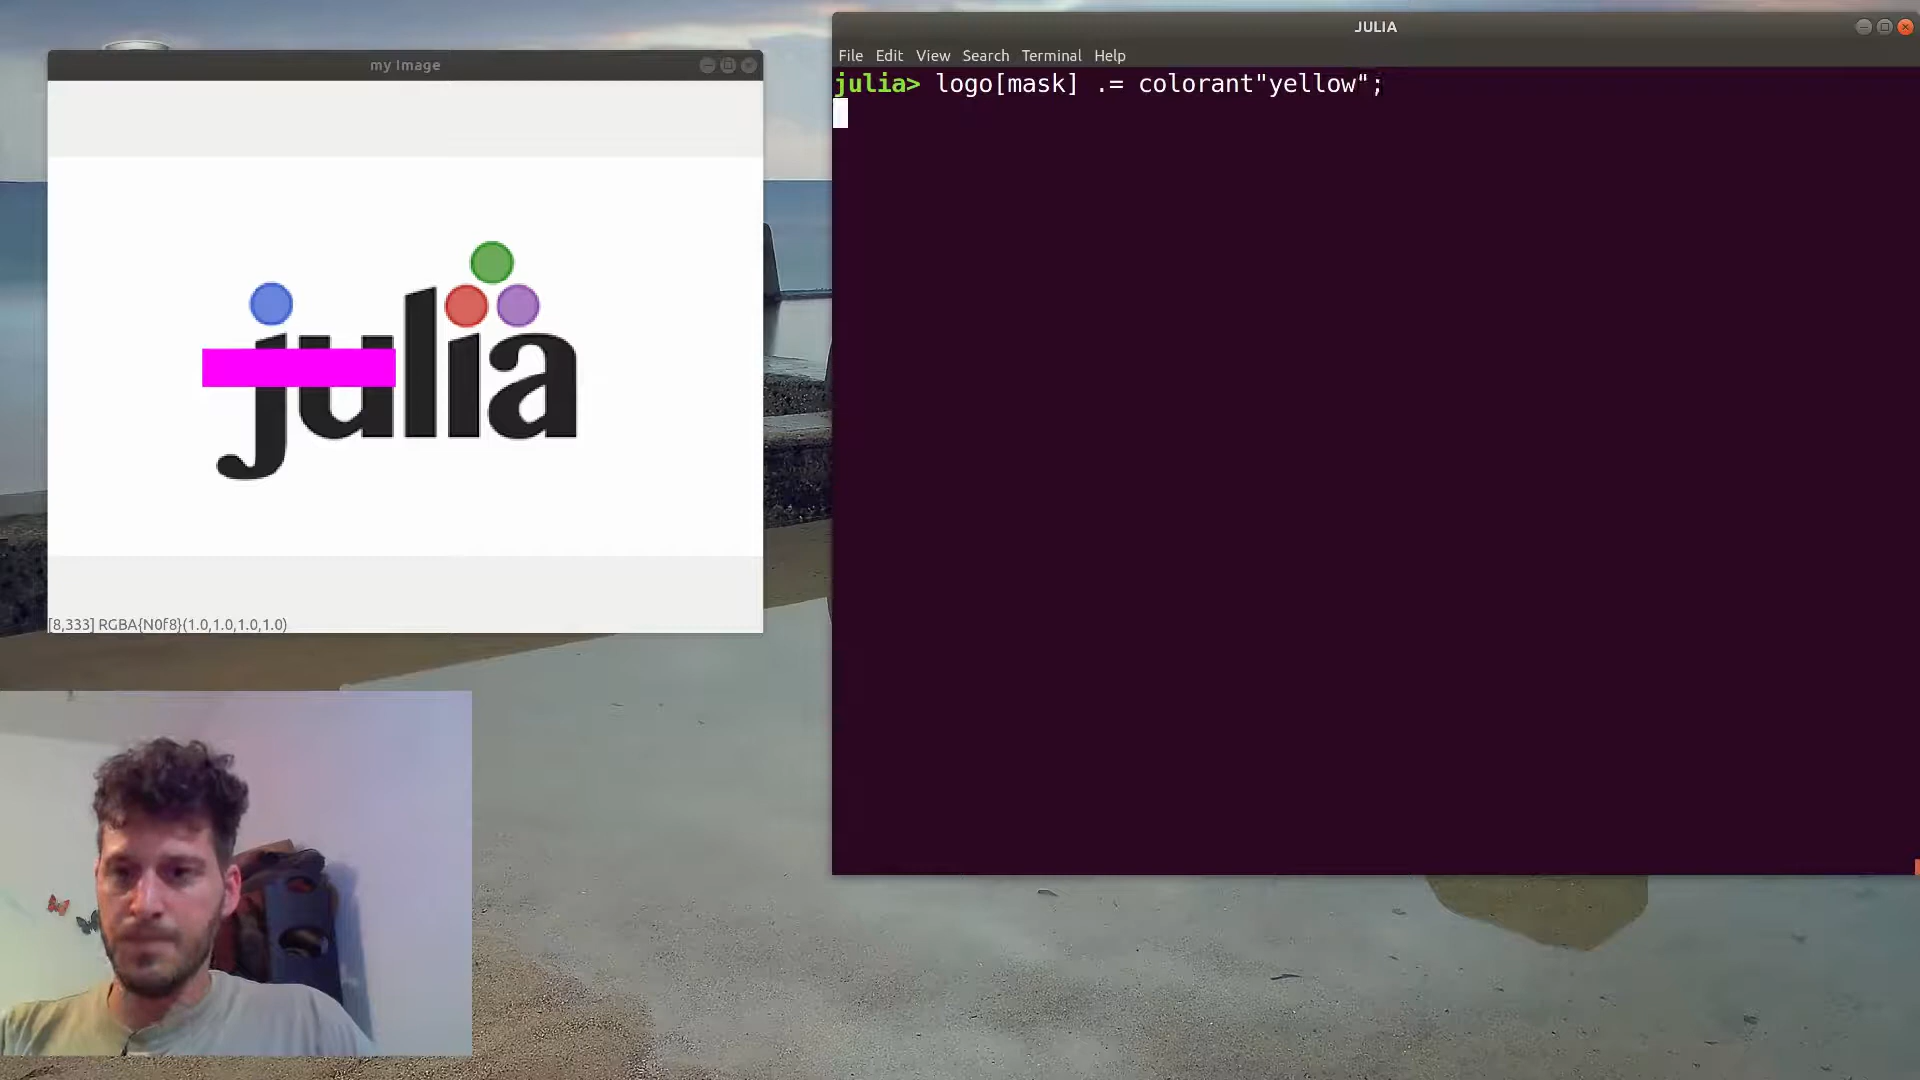 my Image
julia
[8,333] RGBA{N0f8}(1.0,1.0,1.0,1.0)
JULIA
File Edit View Search Terminal Help
julia> logo[mask] .= colorant"yellow";